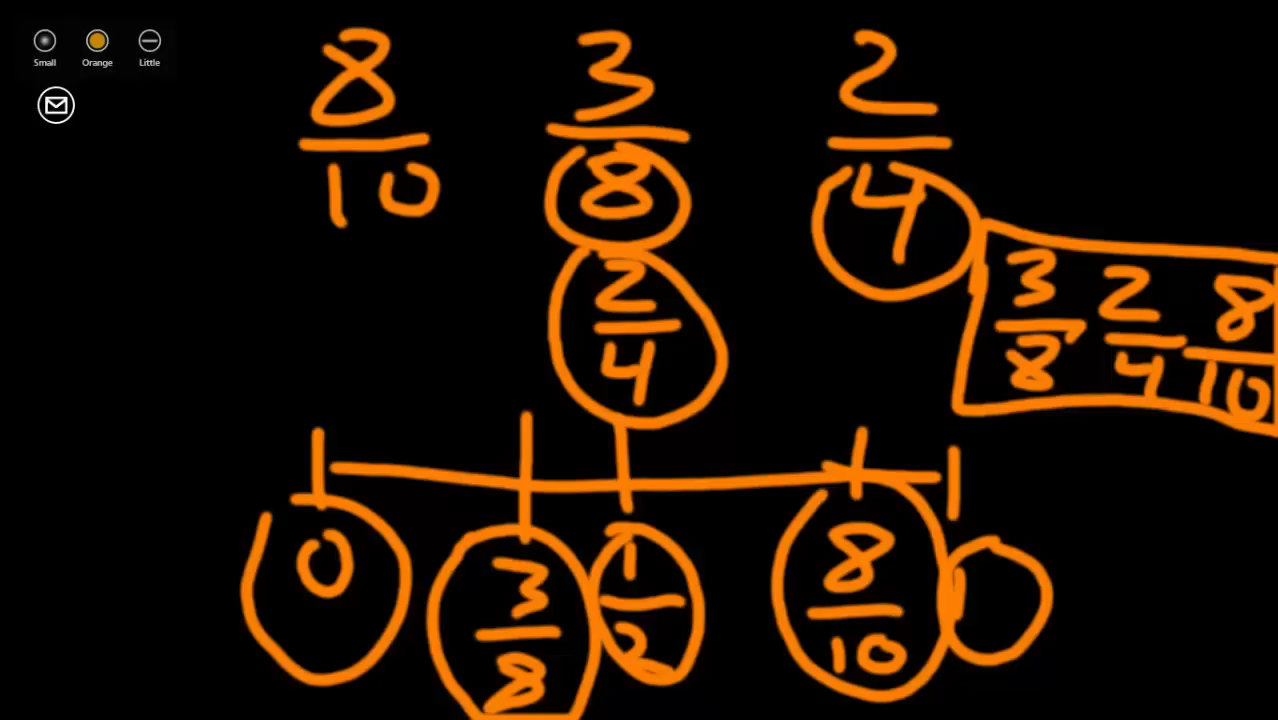 Small Orange Little
8/10 3/8 2/4
2/4
3/8 2/4 8/10
0 3/8 1/2 8/10 1